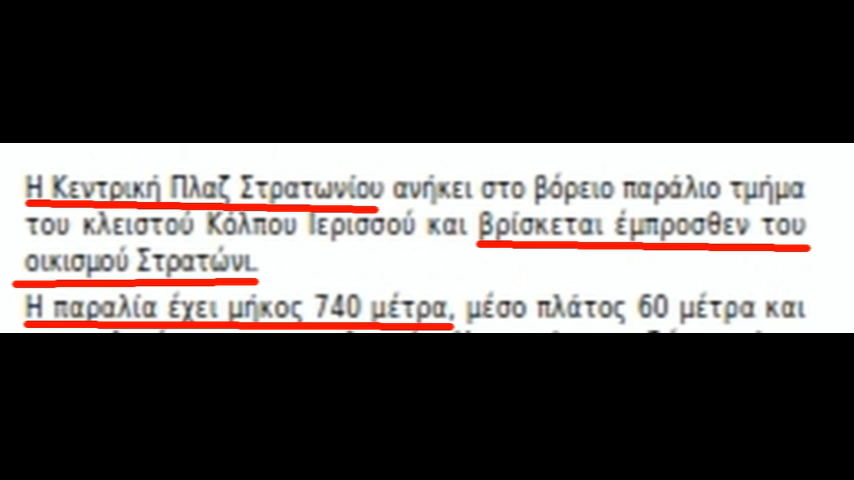 Η Κεντρική Πλαζ Στρατωνίου ανήκει στο βόρειο παράλιο τμήμα
του κλειστού Κόλπου Ιερισσού και βρίσκεται έμπροσθεν του
οικισμού Στρατώνι.
Η παραλία έχει μήκος 740 μέτρα, μέσο πλάτος 60 μέτρα και